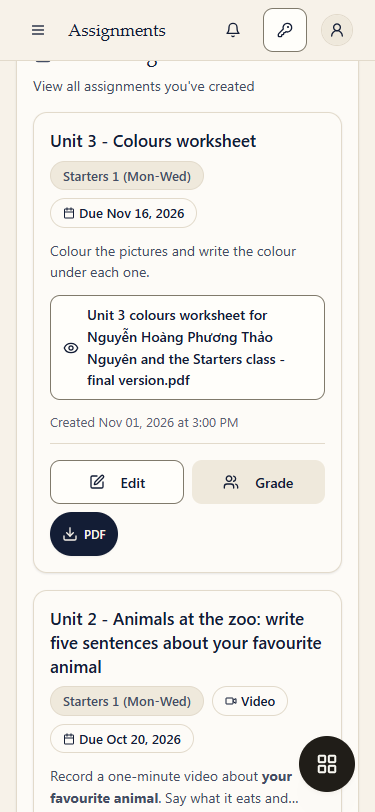 Assignments
View all assignments you've created
Unit 3 - Colours worksheet
Starters 1 (Mon-Wed)
Due Nov 16, 2026
Colour the pictures and write the colour
under each one.
Unit 3 colours worksheet for
Nguyễn Hoàng Phương Thảo
Nguyên and the Starters class -
final version.pdf
Created Nov 01, 2026 at 3:00 PM
Edit
Grade
PDF
Unit 2 - Animals at the zoo: write
five sentences about your favourite
animal
Starters 1 (Mon-Wed)
Video
Due Oct 20, 2026
Record a one-minute video about your
favourite animal. Say what it eats and...